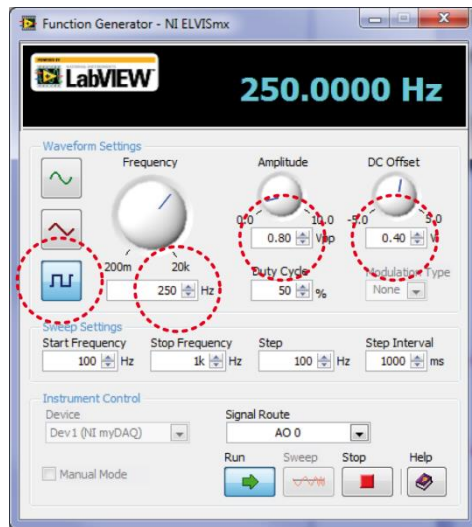 Function Generator - NI ELVISmx
LabVIEW
250.0000 Hz
Waveform Settings
Frequency
Amplitude
DC Offset
0.0 10.0
-5.0 5.0
0.80 Vpp
0.40 V
200m 20k
250 Hz
Duty Cycle
50 %
Modulation Type
None
Sweep Settings
Start Frequency
Stop Frequency
Step
Step Interval
100 Hz
1k Hz
100 Hz
1000 ms
Instrument Control
Device
Signal Route
Dev1 (NI myDAQ)
AO 0
Run
Sweep
Stop
Help
Manual Mode